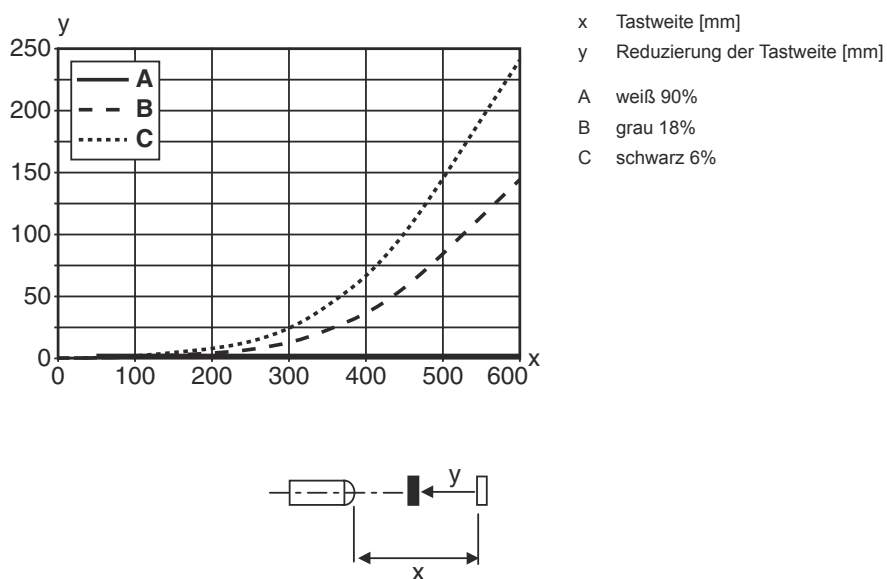 y
250
200
150
100
50
0
A
B
C
0 100 200 300 400 500 600
x
x Tastweite [mm]
y Reduzierung der Tastweite [mm]
A weiß 90%
B grau 18%
C schwarz 6%
y
x